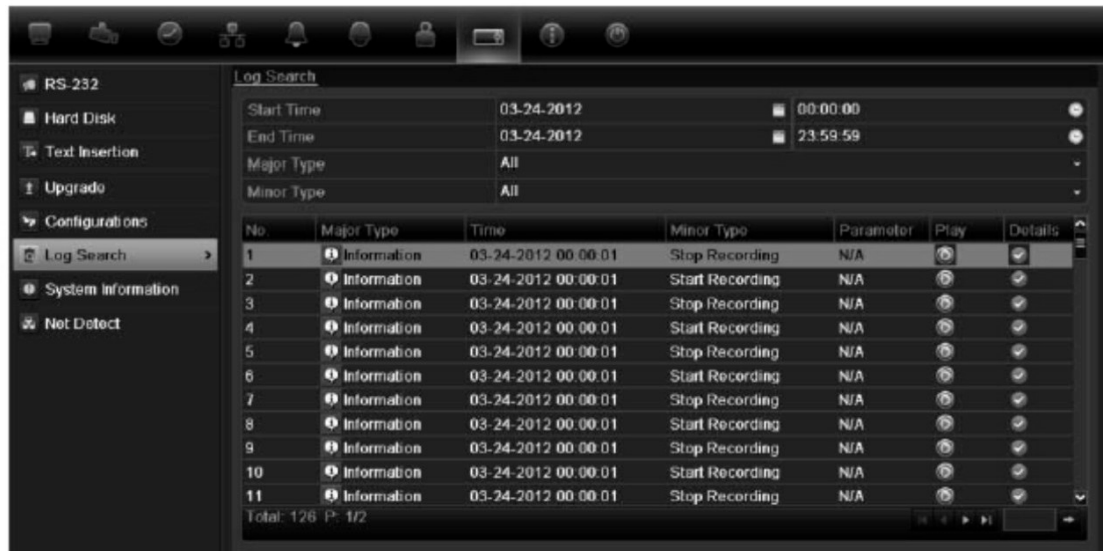 RS-232
Hard Disk
Text Insertion
Upgrade
Configurations
Log Search
System Information
Net Detect
Log Search
Start Time 03-24-2012 00:00:00
End Time 03-24-2012 23:59:59
Major Type All
Minor Type All
No. Major Type Time Minor Type Parameter Play Details
1 Information 03-24-2012 00:00:01 Stop Recording N/A
2 Information 03-24-2012 00:00:01 Start Recording N/A
3 Information 03-24-2012 00:00:01 Stop Recording N/A
4 Information 03-24-2012 00:00:01 Start Recording N/A
5 Information 03-24-2012 00:00:01 Stop Recording N/A
6 Information 03-24-2012 00:00:01 Start Recording N/A
7 Information 03-24-2012 00:00:01 Stop Recording N/A
8 Information 03-24-2012 00:00:01 Start Recording N/A
9 Information 03-24-2012 00:00:01 Stop Recording N/A
10 Information 03-24-2012 00:00:01 Start Recording N/A
11 Information 03-24-2012 00:00:01 Stop Recording N/A
Total: 126 P: 1/2